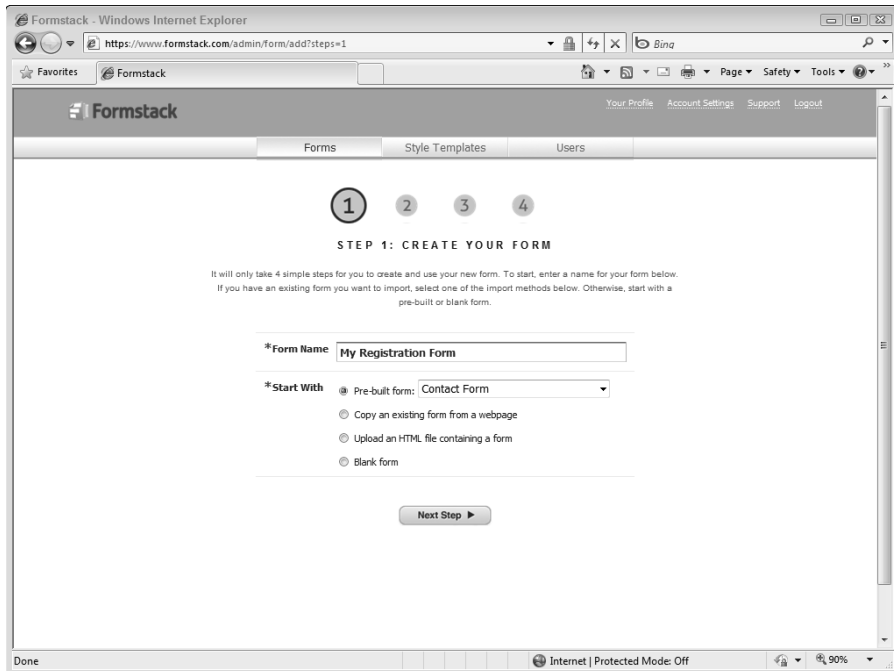 Formstack - Windows Internet Explorer
https://www.formstack.com/admin/form/add?steps=1
Bing
Favorites
Formstack
Page Safety Tools
Formstack
Your Profile Account Settings Support Logout
Forms Style Templates Users
1 2 3 4
STEP 1: CREATE YOUR FORM
It will only take 4 simple steps for you to create and use your new form. To start, enter a name for your form below.
If you have an existing form you want to import, select one of the import methods below. Otherwise, start with a
pre-built or blank form.
*Form Name My Registration Form
*Start With Pre-built form: Contact Form
Copy an existing form from a webpage
Upload an HTML file containing a form
Blank form
Next Step
Done Internet | Protected Mode: Off 90%